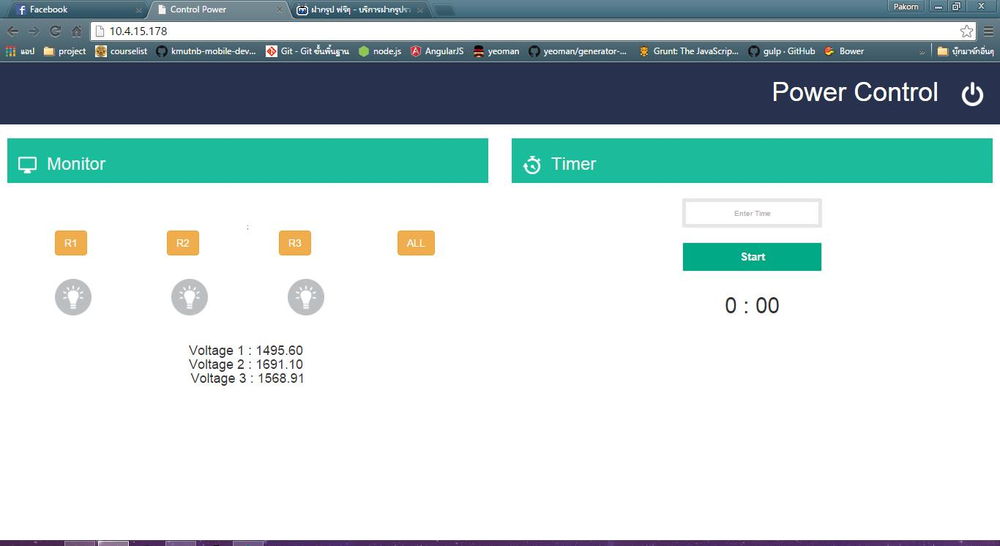 Facebook
Control Power
ฝากรูป ฟรีๆ - บริการฝากรูปรา
Pakorn
10.4.15.178
แอป
project
courselist
kmutnb-mobile-dev...
Git - Git ขั้นพื้นฐาน
node.js
AngularJS
yeoman
yeoman/generator-...
Grunt: The JavaScrip...
gulp · GitHub
Bower
»
บุ๊กมาร์กอื่นๆ
Power Control
Monitor
Timer
;
R1
R2
R3
ALL
Voltage 1 : 1495.60
Voltage 2 : 1691.10
Voltage 3 : 1568.91
Enter Time
Start
0 : 00